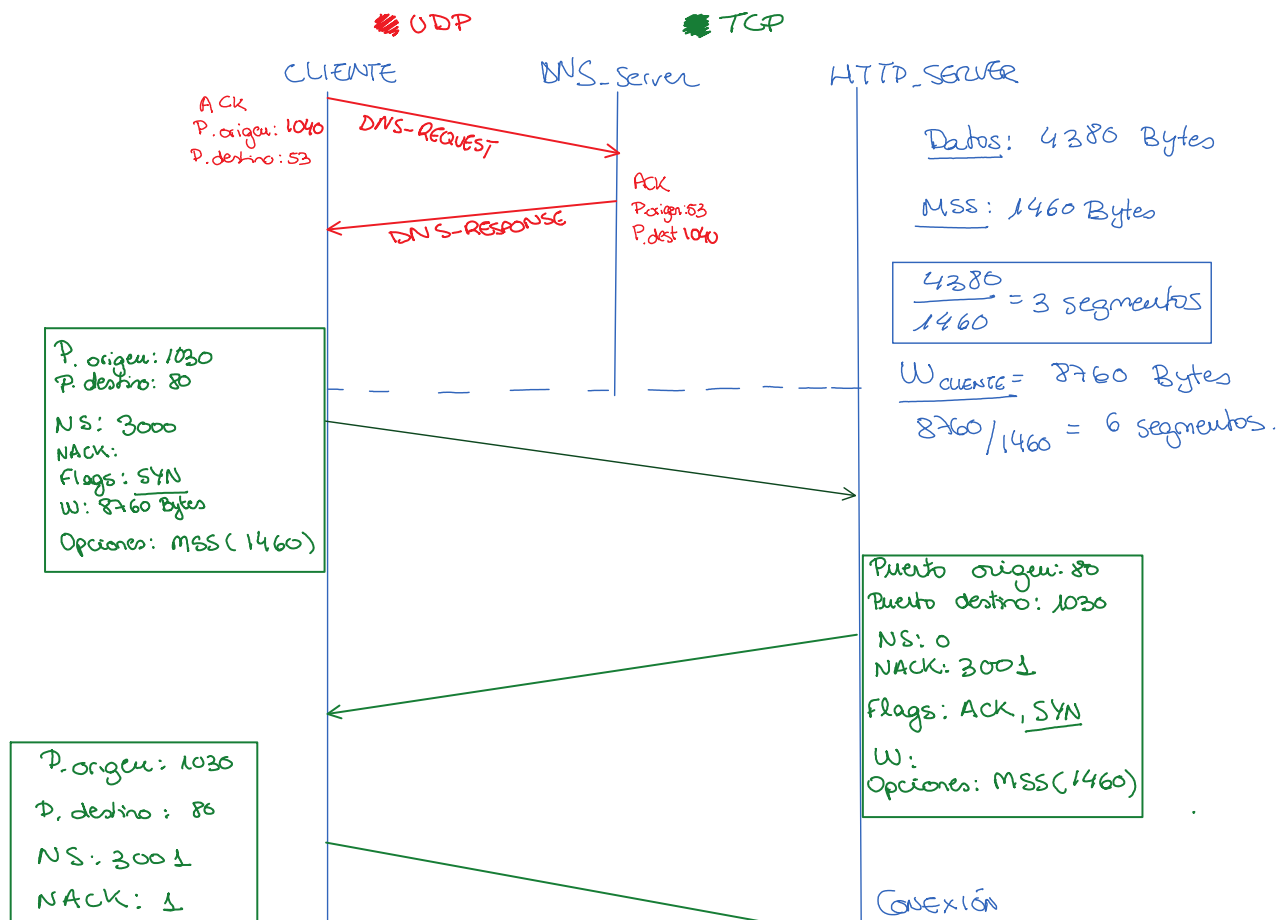 UDP
TCP
CLIENTE
DNS_Server
HTTP_SERVER
ACK
P. origen: 1040
P. destino: 53
DNS-REQUEST
ACK
P. origen: 53
P. dest 1040
DNS-RESPONSE
Datos: 4380 Bytes
MSS: 1460 Bytes
4380
1460
= 3 segmentos
W CLIENTE = 8760 Bytes
8760/1460 = 6 segmentos.
P. origen: 1030
P. destino: 80
NS: 3000
NACK:
Flags: SYN
W: 8760 Bytes
Opciones: MSS(1460)
Puerto origen: 80
Puerto destino: 1030
NS: 0
NACK: 3001
Flags: ACK, SYN
W:
Opciones: MSS(1460)
P. origen: 1030
P. destino: 80
NS: 3001
NACK: 1
CONEXIÓN